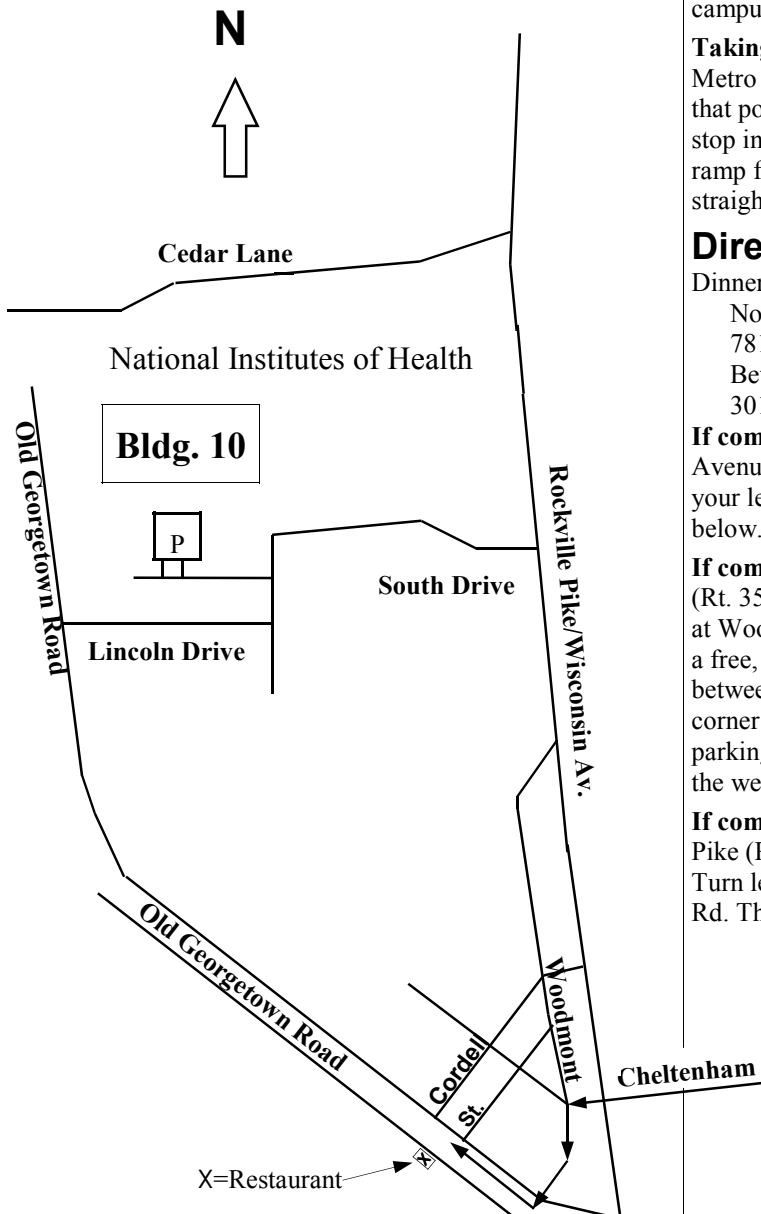 N
Cedar Lane
National Institutes of Health
Bldg. 10
Old Georgetown Road
P
South Drive
Lincoln Drive
Rockville Pike/Wisconsin Av.
Old Georgetown Road
Woodmont
Cordell
St.
Cheltenham
X
X=Restaurant
campu
Taking
Metro
that po
stop in
ramp f
straigh
Dire
Dinner
No
781
Be
301
If com
Avenu
your le
below.
If com
(Rt. 35
at Woo
a free,
betwee
corner
parking
the we
If com
Pike (
Turn le
Rd. Th